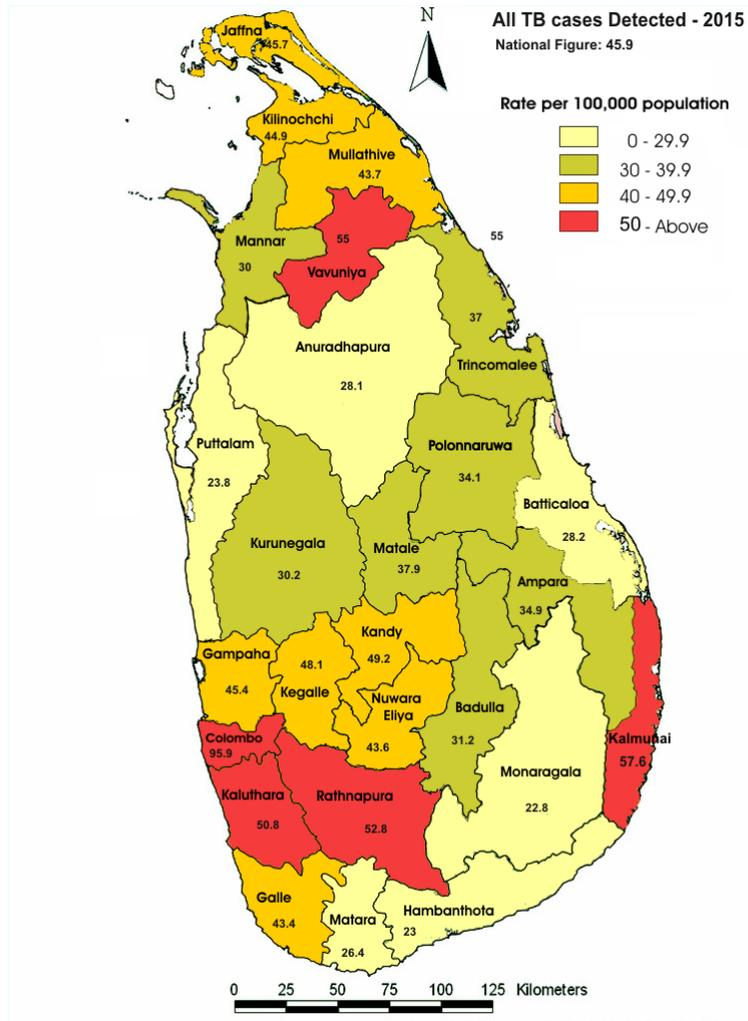 All TB cases Detected - 2015
National Figure: 45.9
N
Rate per 100,000 population
0 - 29.9
30 - 39.9
40 - 49.9
50 - Above
Jaffna
45.7
Kilinochchi
44.9
Mullathive
43.7
Mannar
30
55
Vavuniya
55
37
Trincomalee
Anuradhapura
28.1
Puttalam
23.8
Polonnaruwa
34.1
Batticaloa
28.2
Kurunegala
30.2
Matale
37.9
Ampara
34.9
Kandy
49.2
Gampaha
45.4
48.1
Kegalle
Nuwara
Eliya
43.6
Badulla
31.2
Kalmunai
57.6
Colombo
95.9
Monaragala
22.8
Kaluthara
50.8
Rathnapura
52.8
Galle
43.4
Matara
26.4
Hambanthota
23
0 25 50 75 100 125 Kilometers